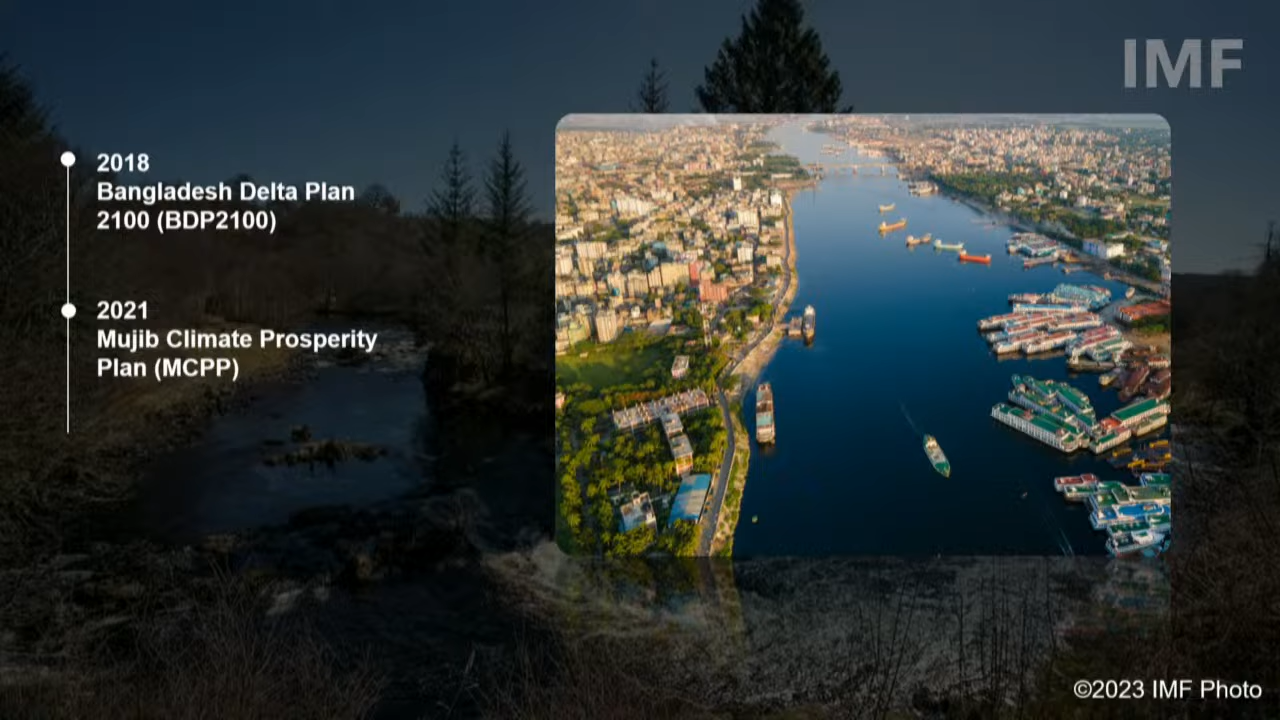 IMF
2018
Bangladesh Delta Plan
2100 (BDP2100)
2021
Mujib Climate Prosperity
Plan (MCPP)
©2023 IMF Photo